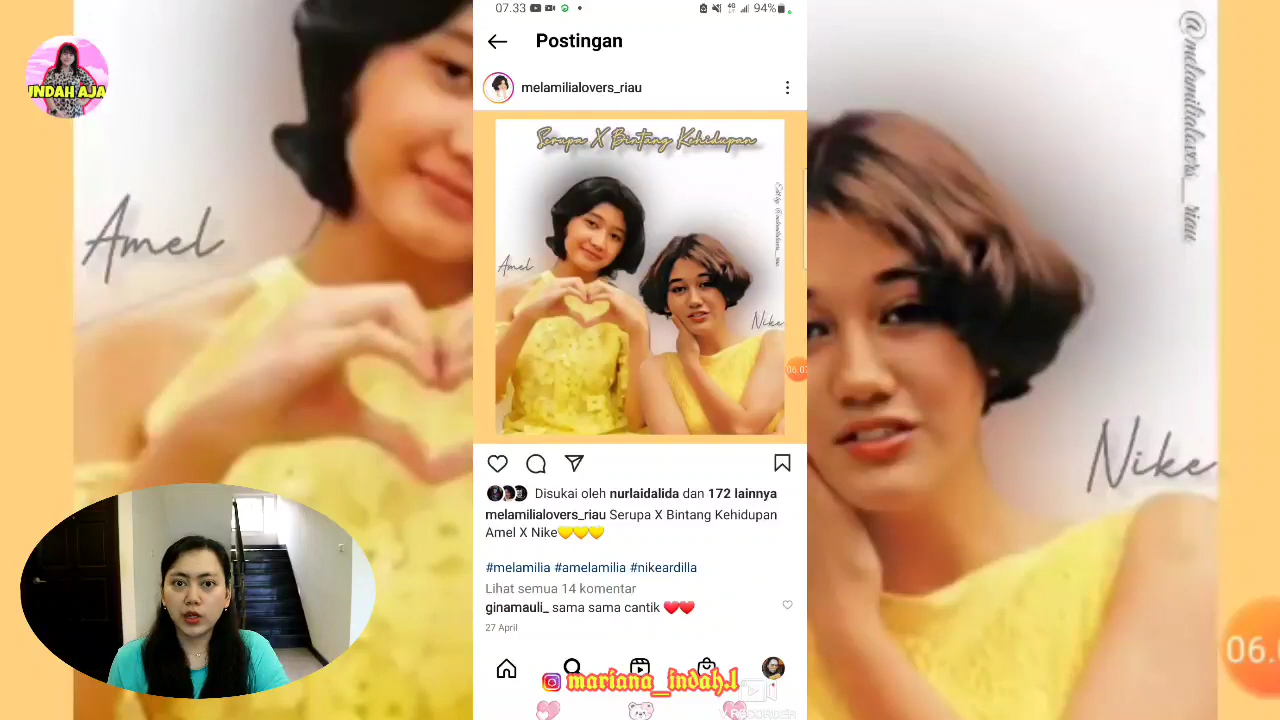 INDAH AJA
07.33
94%
Postingan
melamilialovers_riau
Serupa X Bintang Kehidupan
Amel
Nike
@melamilialovers_riau
Amel
Nike
Disukai oleh nurlaidalida dan 172 lainnya
melamilialovers_riau Serupa X Bintang Kehidupan
Amel X Nike💛💛💛
#melamilia #amelamilia #nikeardilla
Lihat semua 14 komentar
ginamauli_ sama sama cantik ❤️❤️
27 April
mariana_indah.l
V RECORDER